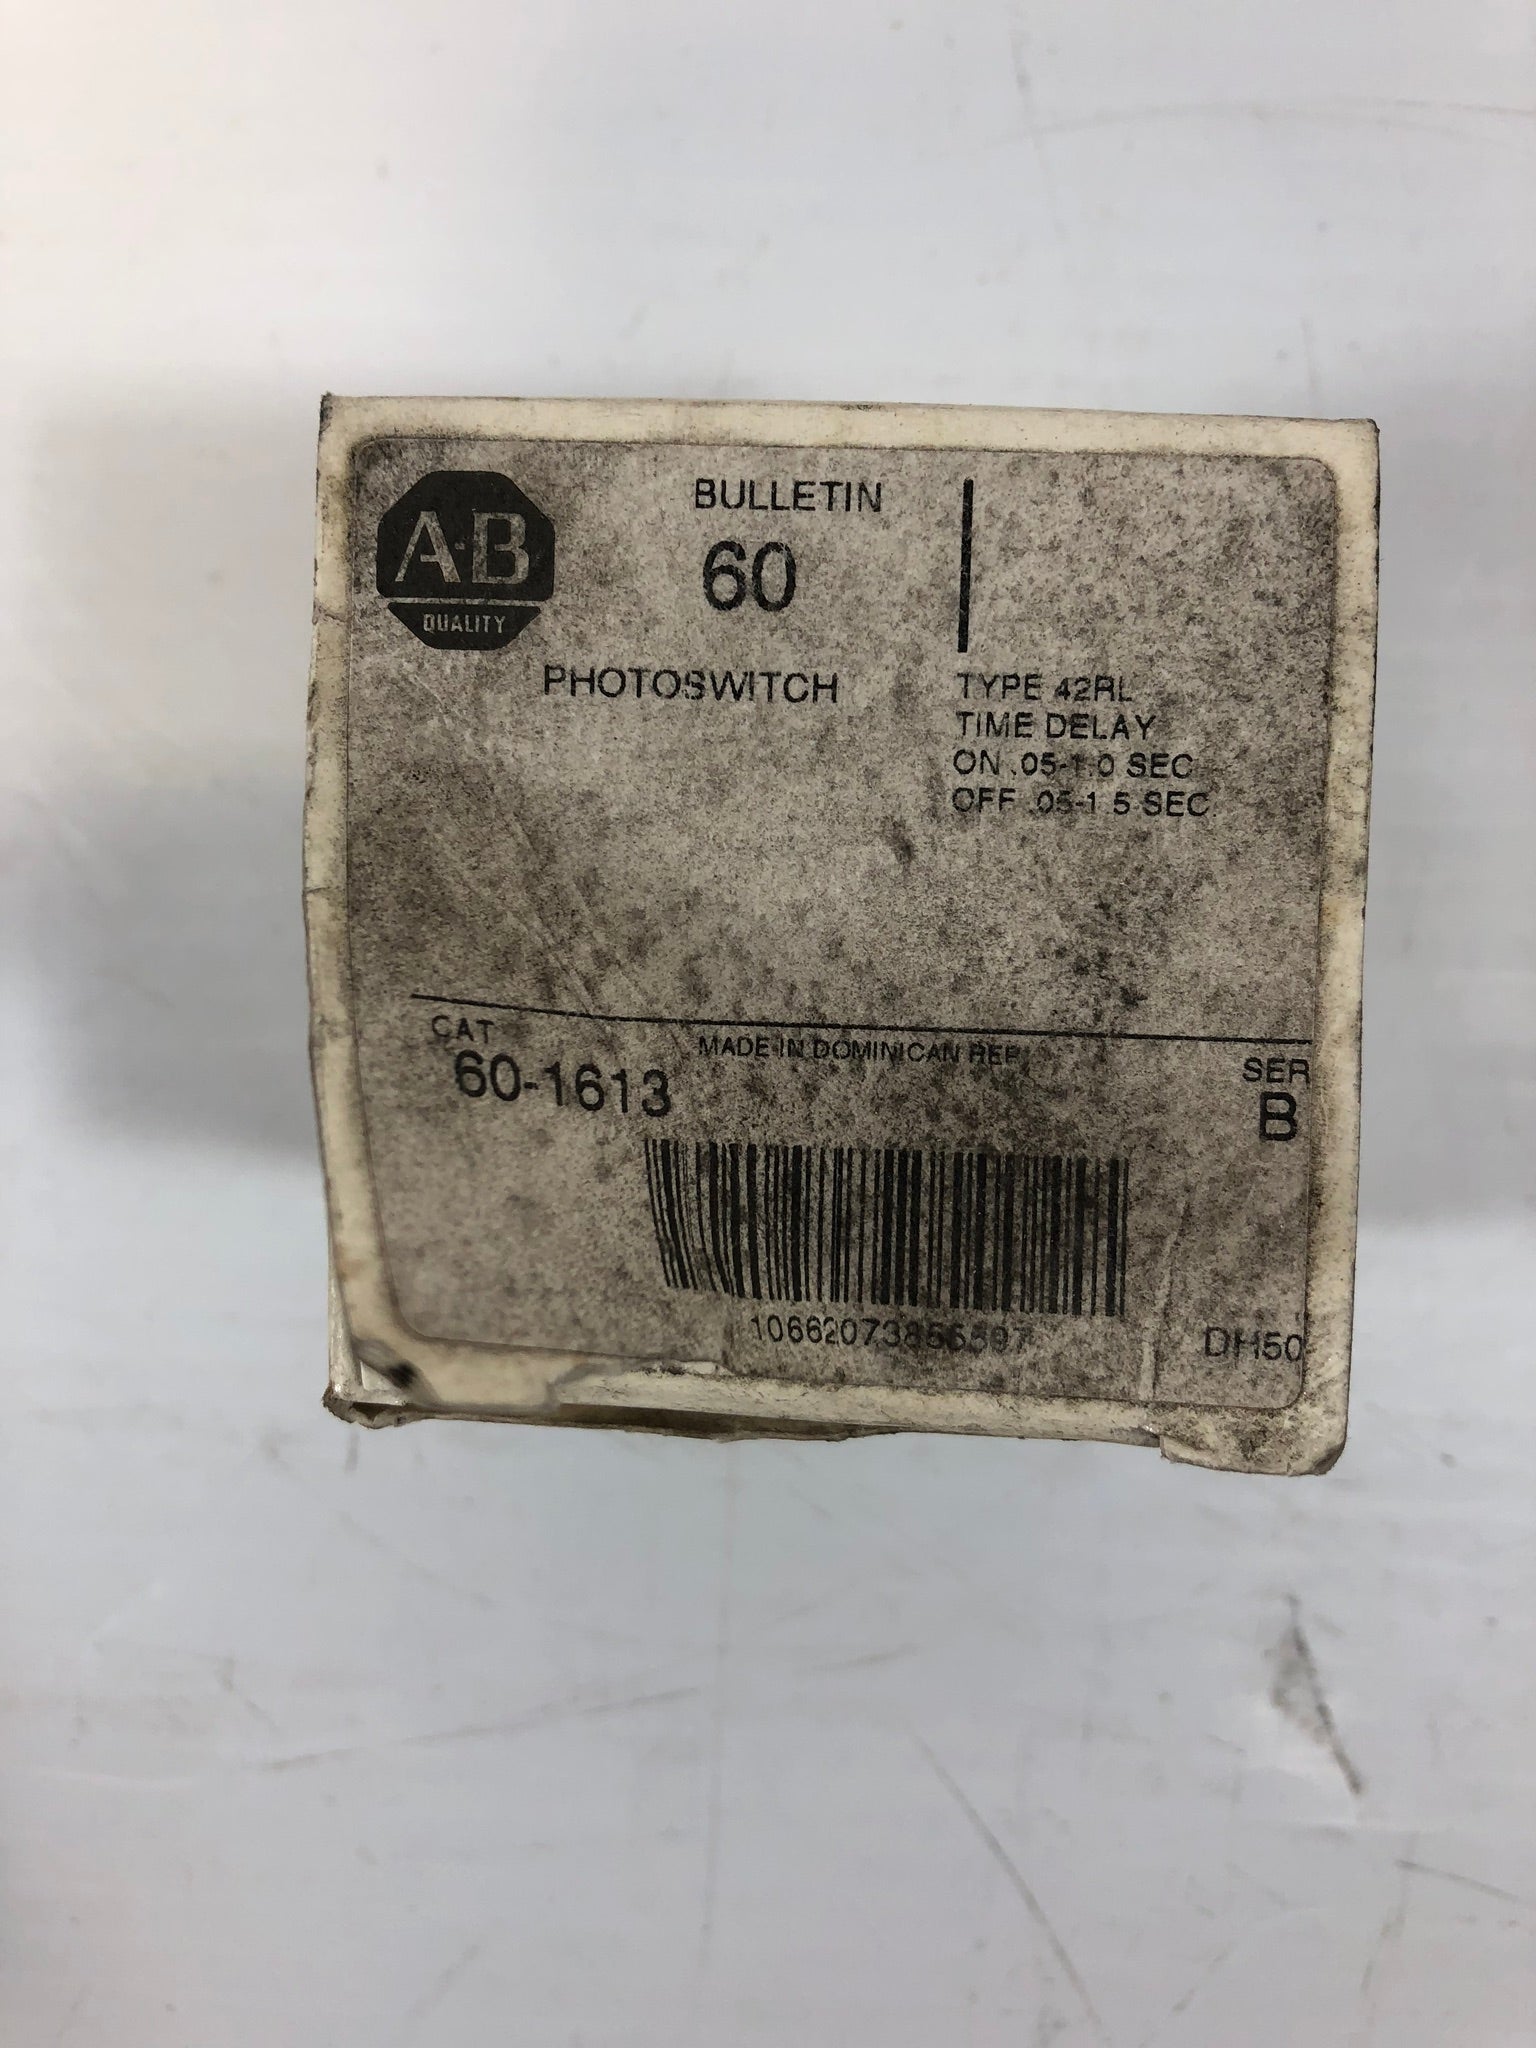 A-B
QUALITY
BULLETIN
60
PHOTOSWITCH
TYPE 42RL
TIME DELAY
ON .05-1.0 SEC
OFF .05-1.5 SEC
CAT
60-1613
MADE IN DOMINICAN REP
SER
B
DH50